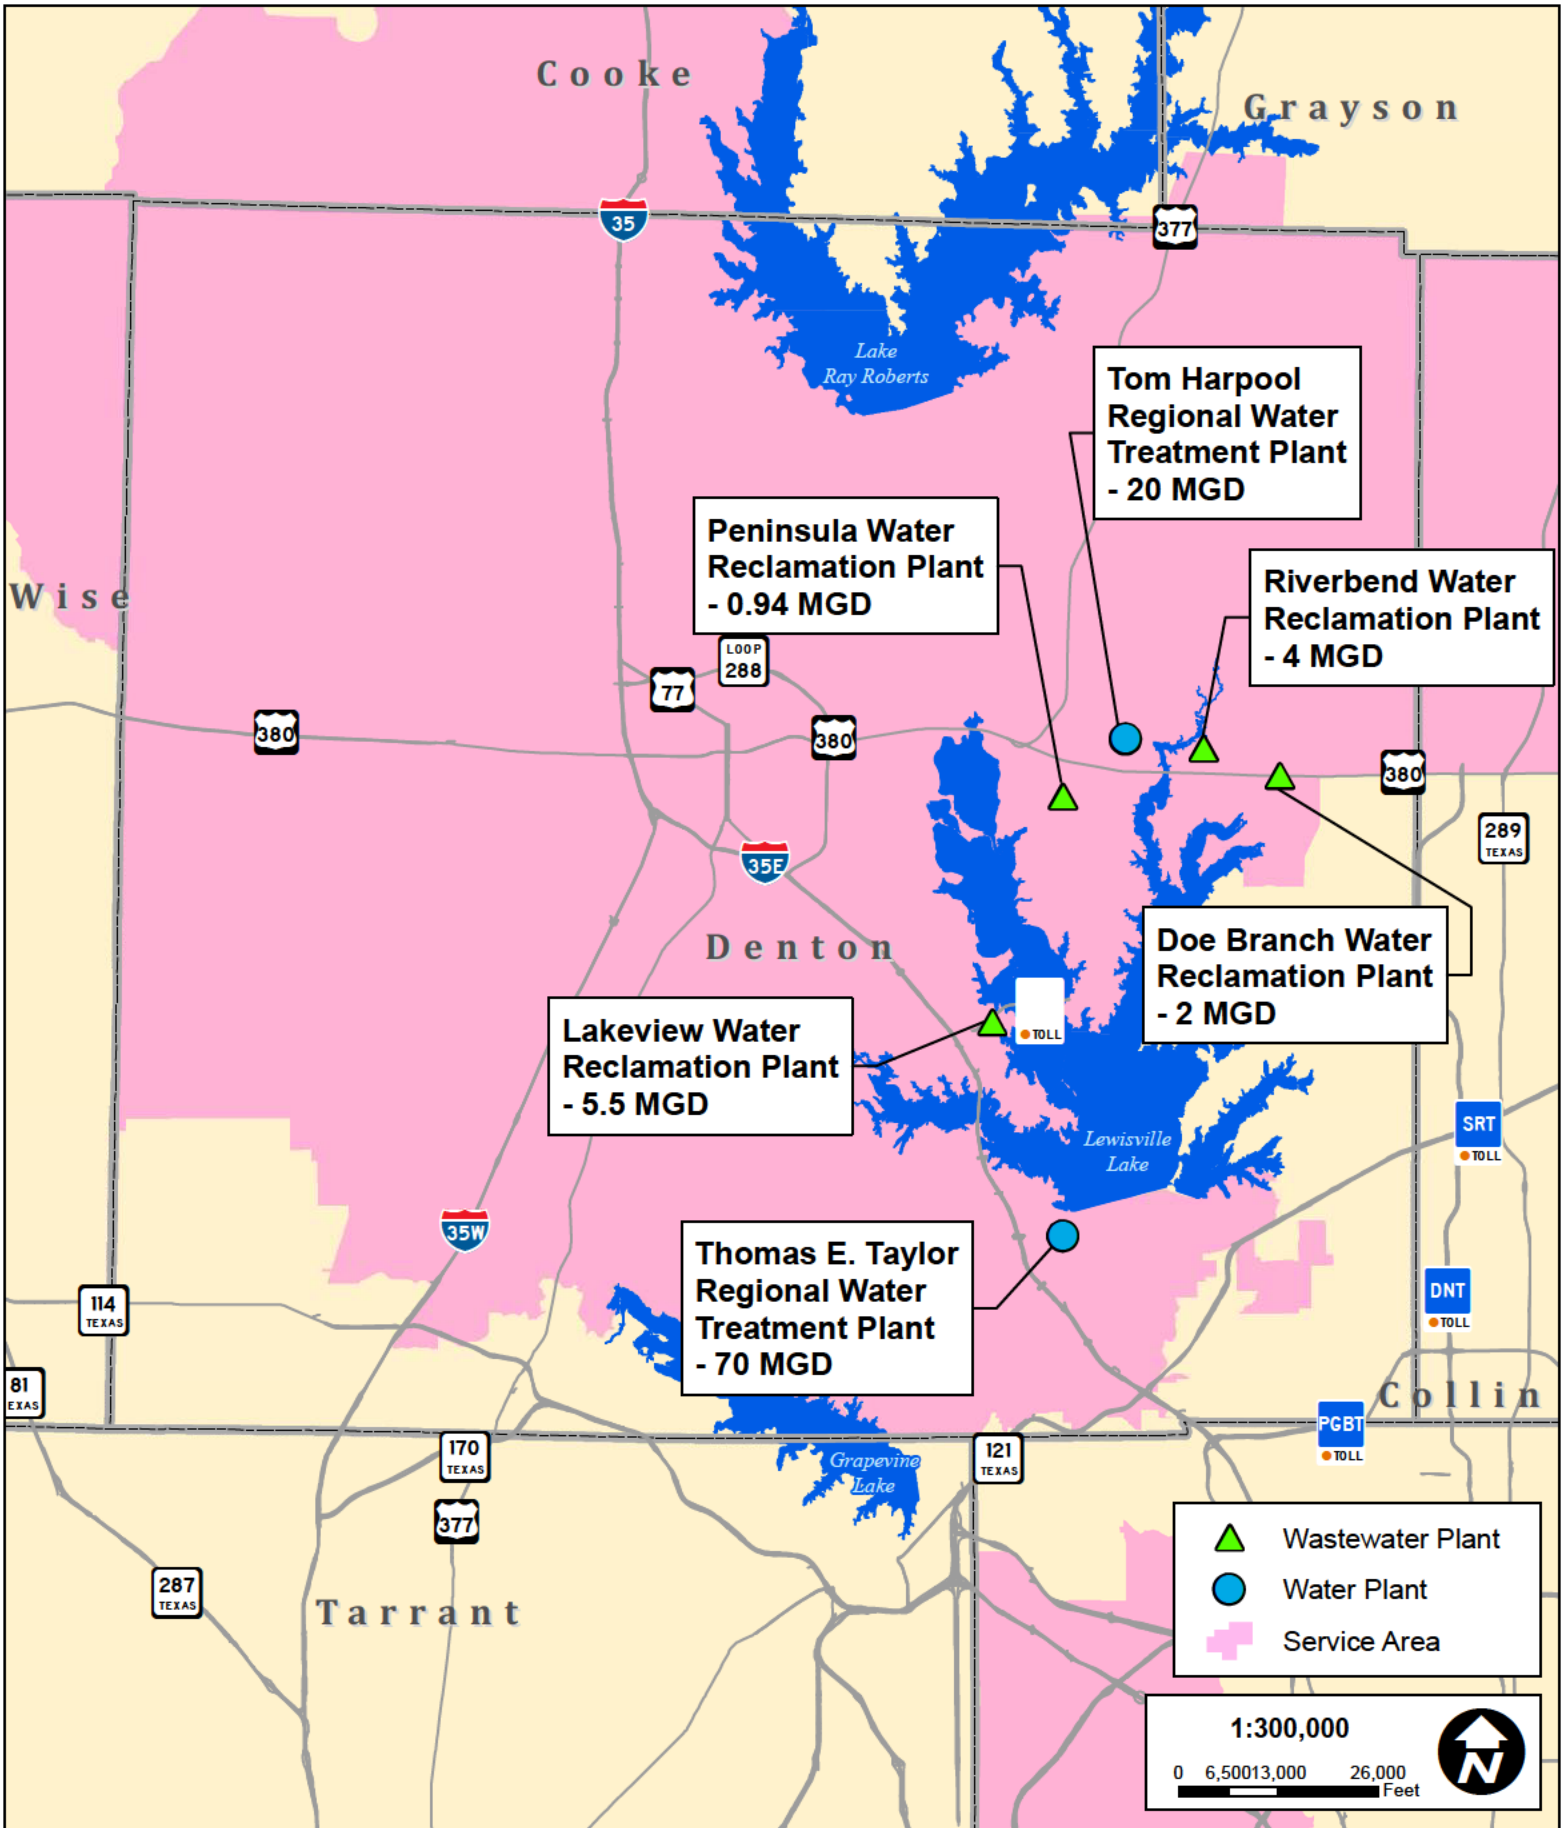 Cooke
Grayson
35
377
Lake
Ray Roberts
Tom Harpool
Regional Water
Treatment Plant
- 20 MGD
Peninsula Water
Reclamation Plant
- 0.94 MGD
Riverbend Water
Reclamation Plant
- 4 MGD
Wise
LOOP
288
77
380
380
380
289
TEXAS
35E
Denton
Doe Branch Water
Reclamation Plant
- 2 MGD
TOLL
Lakeview Water
Reclamation Plant
- 5.5 MGD
Lewisville
Lake
SRT
TOLL
35W
Thomas E. Taylor
Regional Water
Treatment Plant
- 70 MGD
114
TEXAS
DNT
TOLL
81
EXAS
Collin
PGBT
TOLL
170
TEXAS
121
TEXAS
Grapevine
Lake
377
287
TEXAS
Tarrant
Wastewater Plant
Water Plant
Service Area
1:300,000
0 6,50013,000 26,000
Feet
N